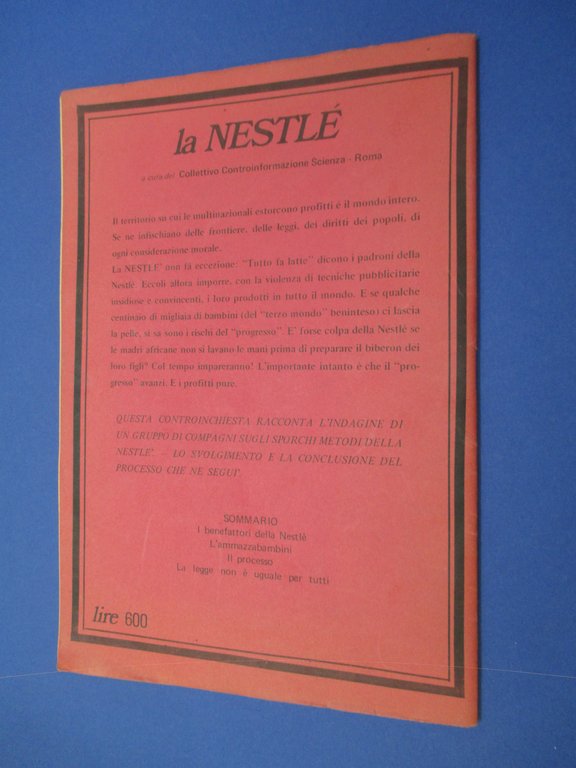 la NESTLÉ
a cura del Collettivo Controinformazione Scienza - Roma
Il territorio su cui le multinazionali estorcono profitti è il mondo intero.
Se ne infischiano delle frontiere, delle leggi, dei diritti dei popoli, di
ogni considerazione morale.
La NESTLE' non fà eccezione: "Tutto fa latte" dicono i padroni della
Nestlé. Eccoli allora imporre, con la violenza di tecniche pubblicitarie
insidiose e convincenti, i loro prodotti in tutto il mondo. E se qualche
centinaio di migliaia di bambini (del "terzo mondo" beninteso) ci lascia
la pelle, si sa sono i rischi del "progresso". E' forse colpa della Nestlé se
le madri africane non si lavano le mani prima di preparare il biberon dei
loro figli? Col tempo impareranno! L'importante intanto è che il "pro-
gresso" avanzi. E i profitti pure.
QUESTA CONTROINCHIESTA RACCONTA L'INDAGINE DI
UN GRUPPO DI COMPAGNI SUGLI SPORCHI METODI DELLA
NESTLE'. — LO SVOLGIMENTO E LA CONCLUSIONE DEL
PROCESSO CHE NE SEGUI'.
SOMMARIO
I benefattori della Nestlè
L'ammazzabambini
Il processo
La legge non è uguale per tutti
lire 600